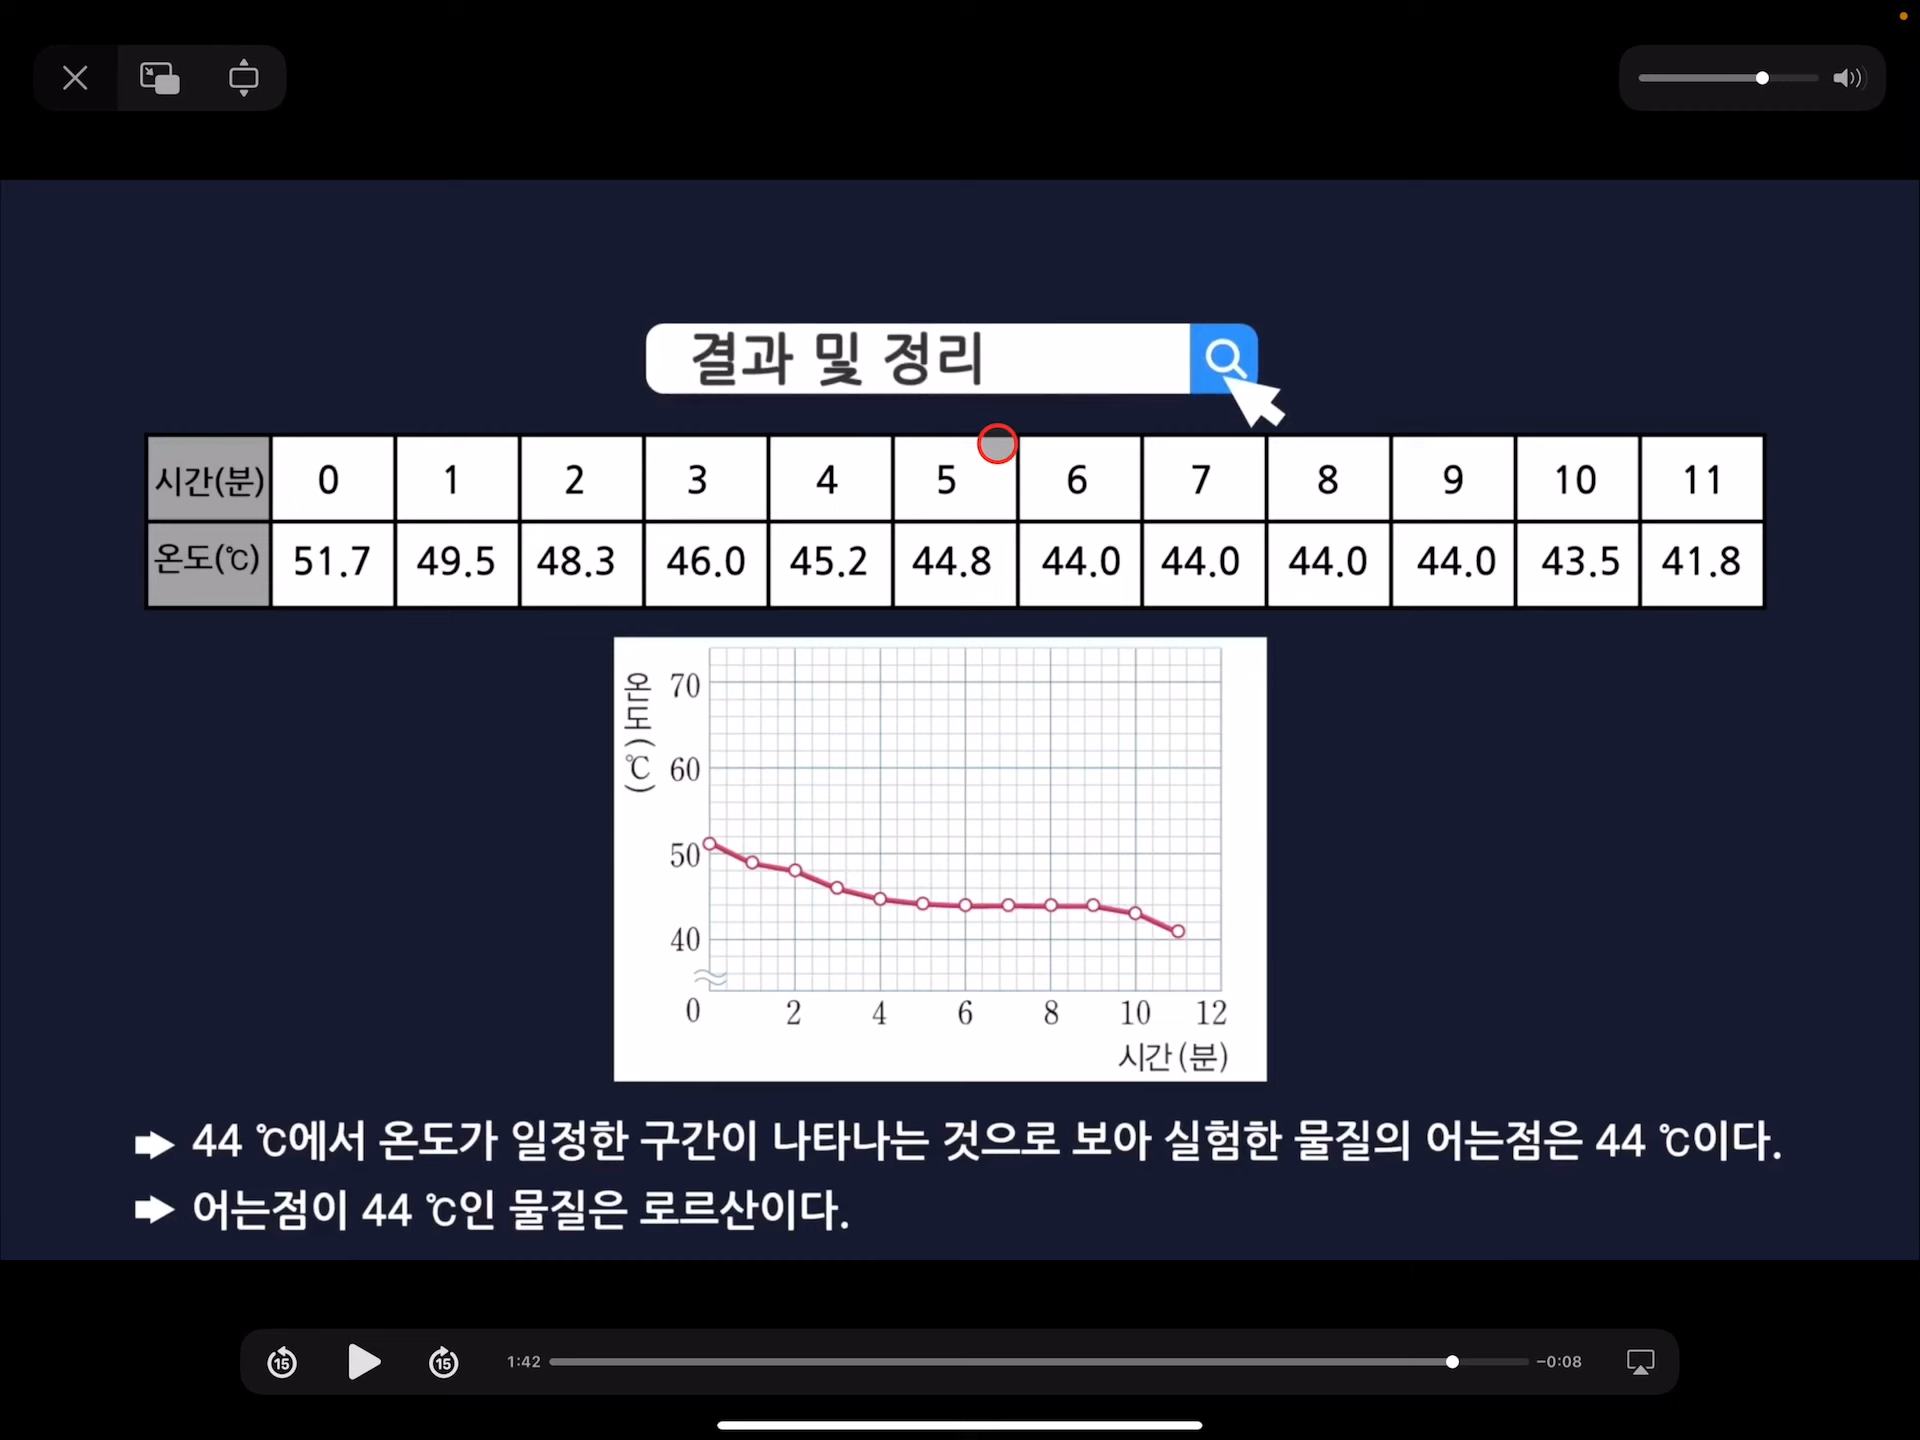 결과 및 정리
시간(분) 0 1 2 3 4 5 6 7 8 9 10 11
온도(℃) 51.7 49.5 48.3 46.0 45.2 44.8 44.0 44.0 44.0 44.0 43.5 41.8
온도(℃)
70
60
50
40
0 2 4 6 8 10 12
시간(분)
44 ℃에서 온도가 일정한 구간이 나타나는 것으로 보아 실험한 물질의 어는점은 44 ℃이다.
어는점이 44 ℃인 물질은 로르산이다.
15 15 1:42 −0:08